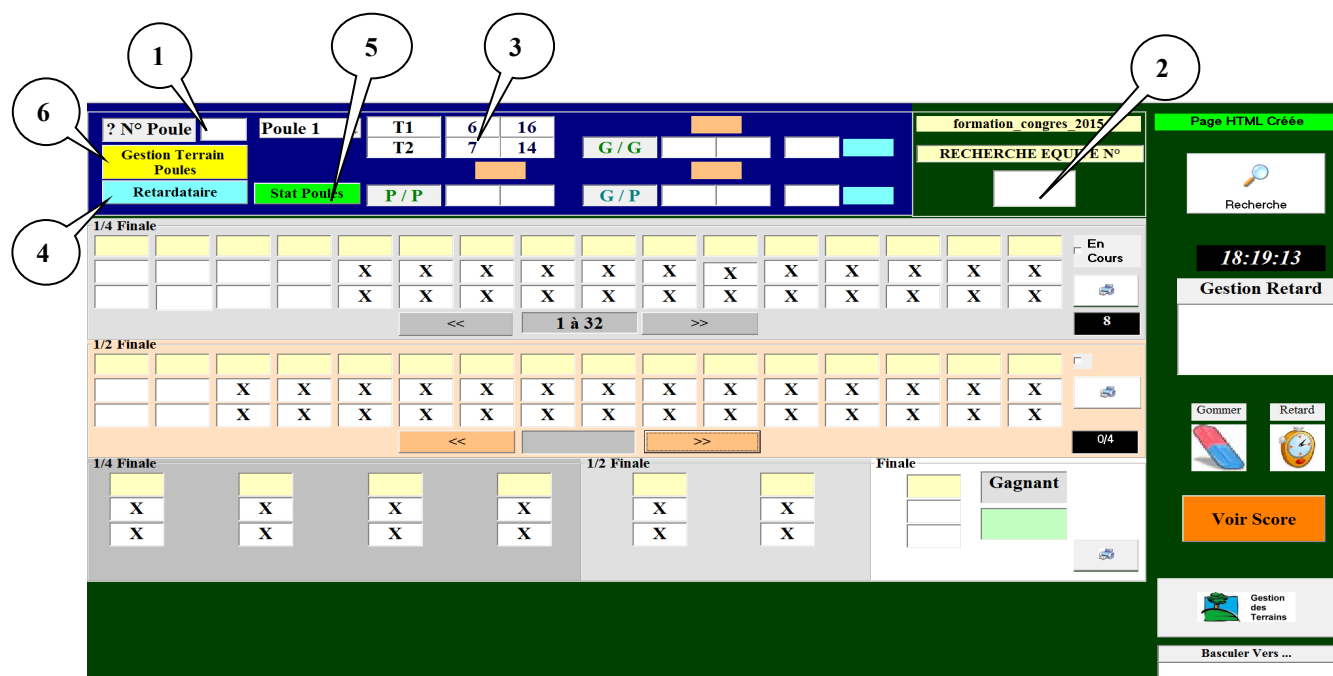 1
5
3
2
6
4
? N° Poule
Poule 1
T1 6 16
T2 7 14
Gestion Terrain
Poules
Retardataire
Stat Poules
P / P
G / G
G / P
formation_congres_2015
RECHERCHE EQUIPE N°
Page HTML Créée
Recherche
18:19:13
Gestion Retard
1/4 Finale
En
Cours
X X X X X X X X X X X X
X X X X X X X X X X X X
<< 1 à 32 >>
8
1/2 Finale
X X X X X X X X X X X X X X
X X X X X X X X X X X X X X
<< >>
0/4
Gommer
Retard
1/4 Finale
X X X X
X X X X
1/2 Finale
X X
X X
Finale
Gagnant
Voir Score
Gestion
des
Terrains
Basculer Vers ...